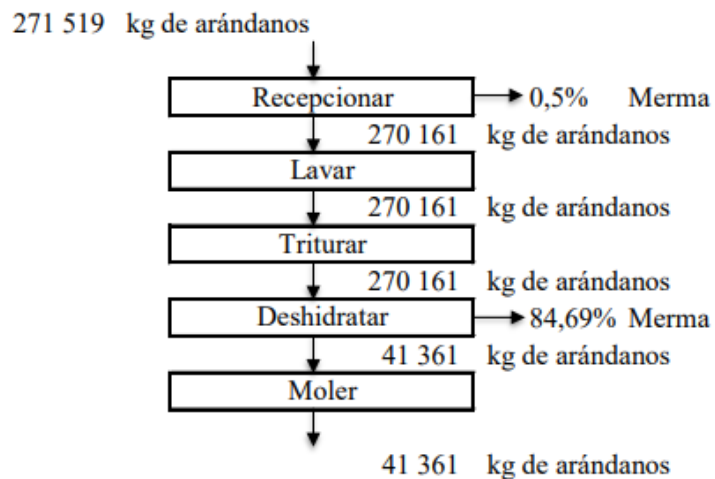 271 519 kg de arándanos
Recepcionar 0,5% Merma
270 161 kg de arándanos
Lavar
270 161 kg de arándanos
Triturar
270 161 kg de arándanos
Deshidratar 84,69% Merma
41 361 kg de arándanos
Moler
41 361 kg de arándanos